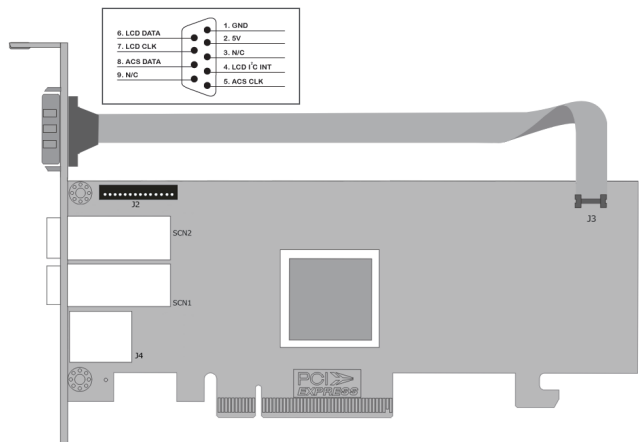 1. GND
6. LCD DATA
2. 5V
7. LCD CLK
3. N/C
8. ACS DATA
4. LCD I²C INT
9. N/C
5. ACS CLK
J2
J3
SCN2
SCN1
J4
PCI
EXPRESS